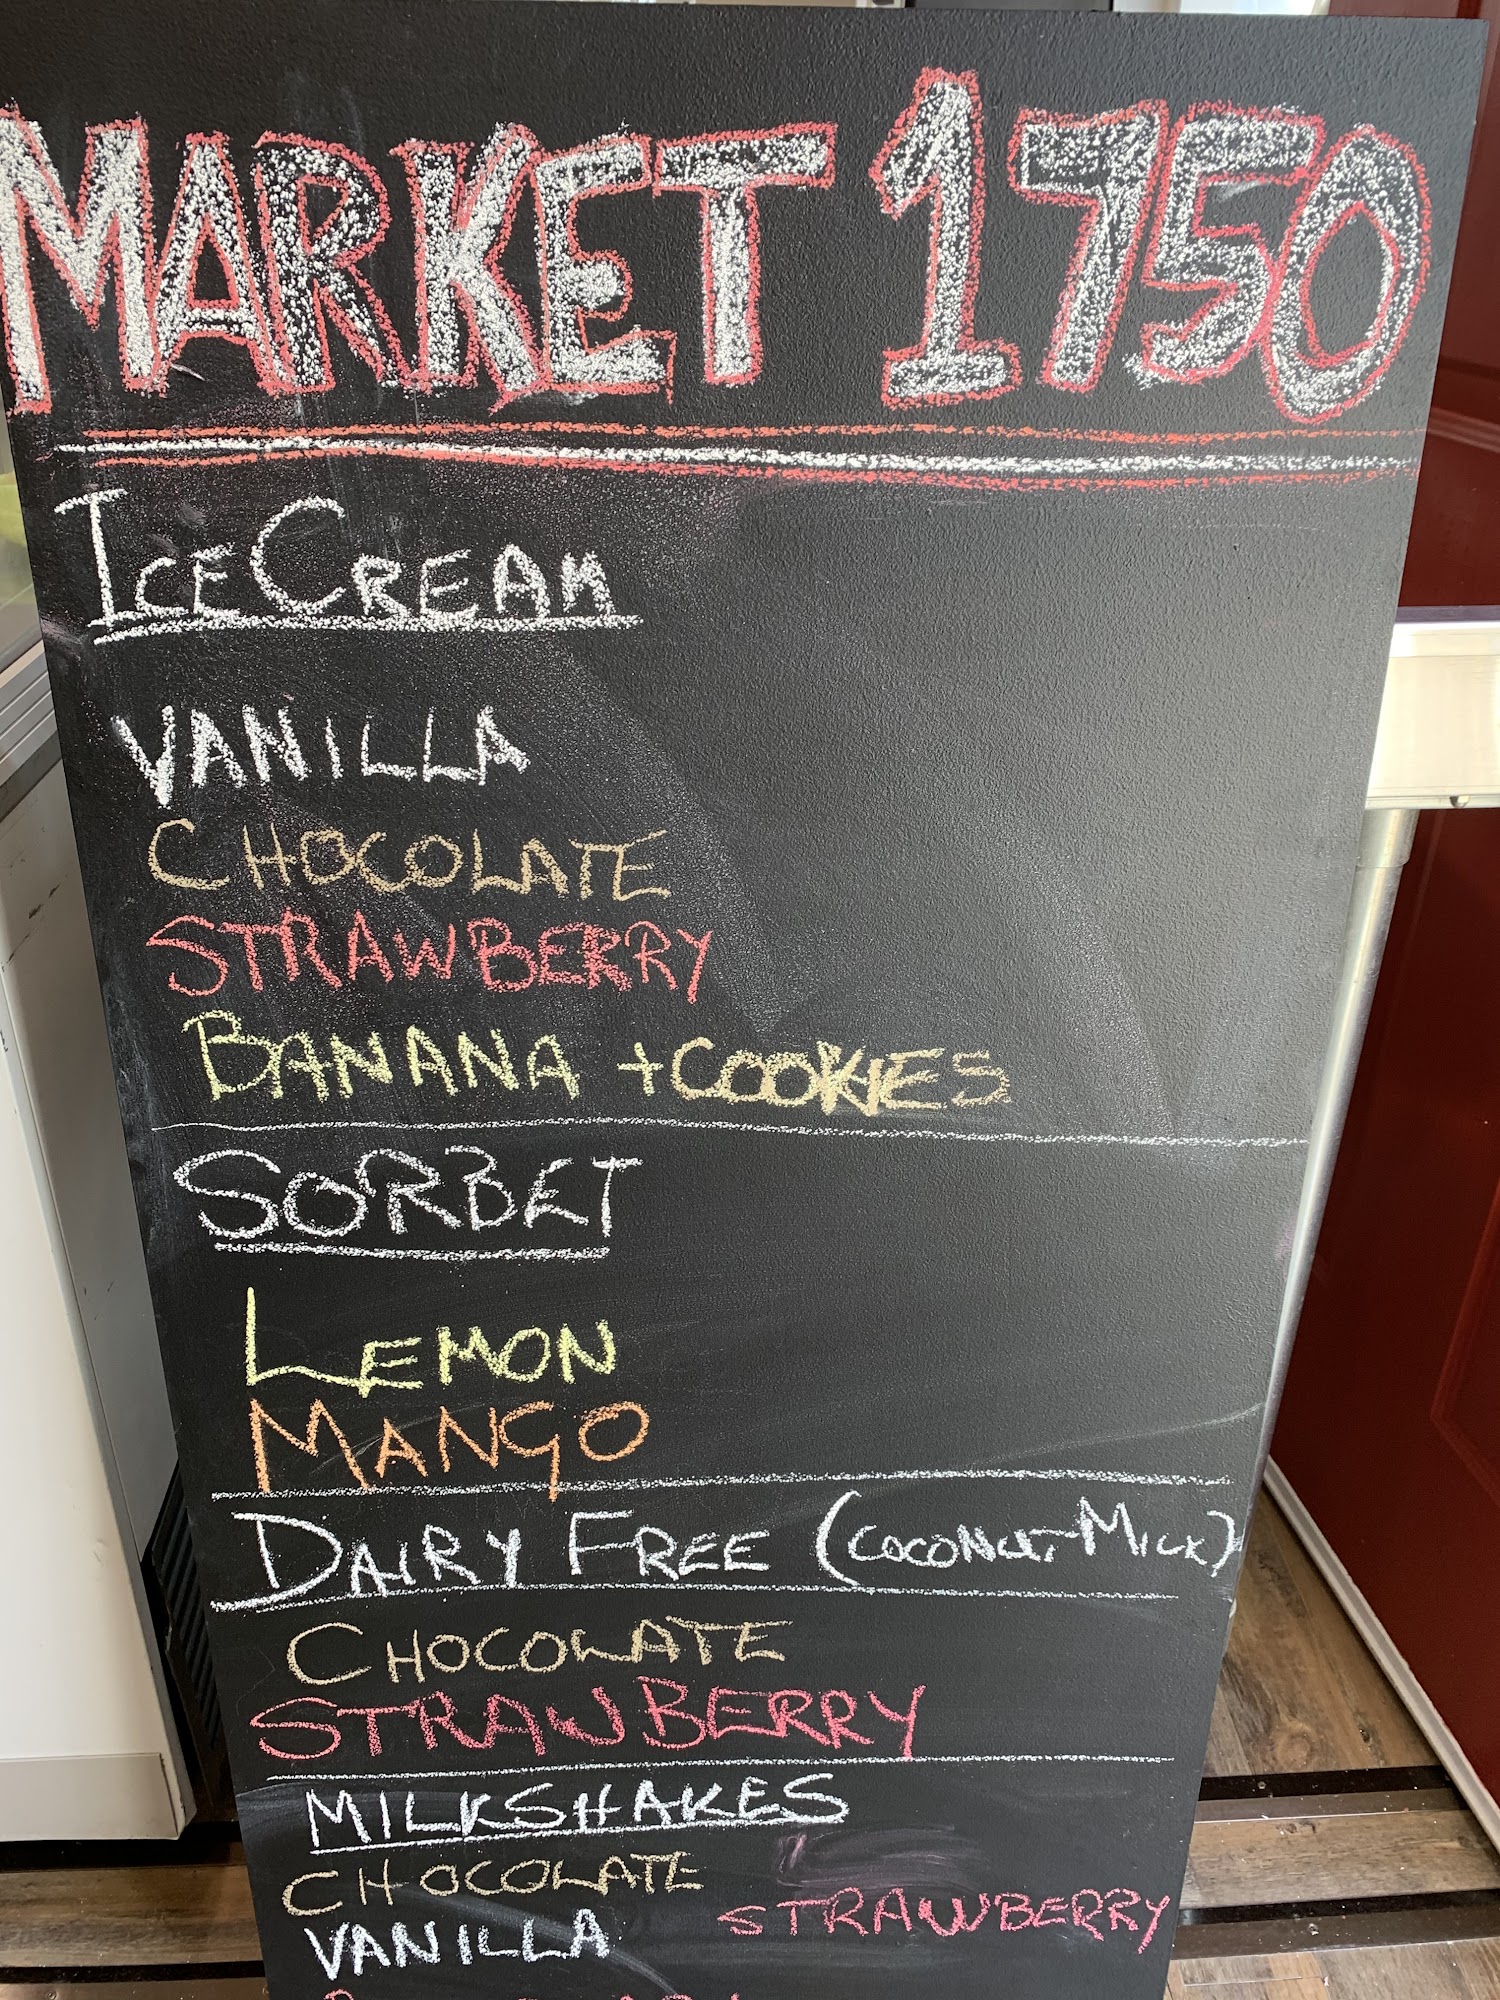 MARKET 1750
ICE CREAM
VANILLA
CHOCOLATE
STRAWBERRY
BANANA + COOKIES
SORBET
LEMON
MANGO
DAIRY FREE (COCONUT-MILK)
CHOCOLATE
STRAWBERRY
MILKSHAKES
CHOCOLATE
STRAWBERRY
VANILLA